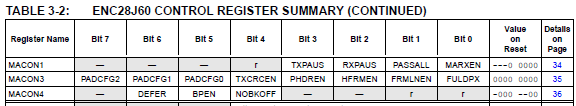 TABLE 3-2: ENC28J60 CONTROL REGISTER SUMMARY (CONTINUED)
Register Name Bit 7 Bit 6 Bit 5 Bit 4 Bit 3 Bit 2 Bit 1 Bit 0 Value on Reset Details on Page
MACON1 — — — r TXPAUS RXPAUS PASSALL MARXEN ---0 0000 34
MACON3 PADCFG2 PADCFG1 PADCFG0 TXCRCEN PHDREN HFRMEN FRMLNEN FULDPX 0000 0000 35
MACON4 — DEFER BPEN NOBKOFF — — r r -000 --00 36